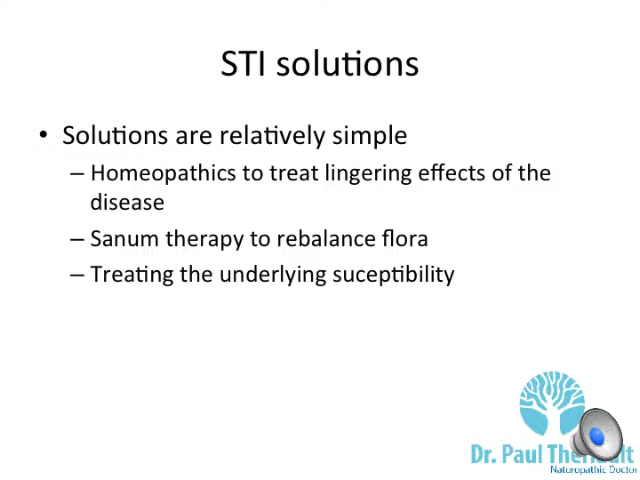 STI solutions
• Solutions are relatively simple
– Homeopathics to treat lingering effects of the
disease
– Sanum therapy to rebalance flora
– Treating the underlying suceptibility
Dr. Paul
Naturopathic Doctor